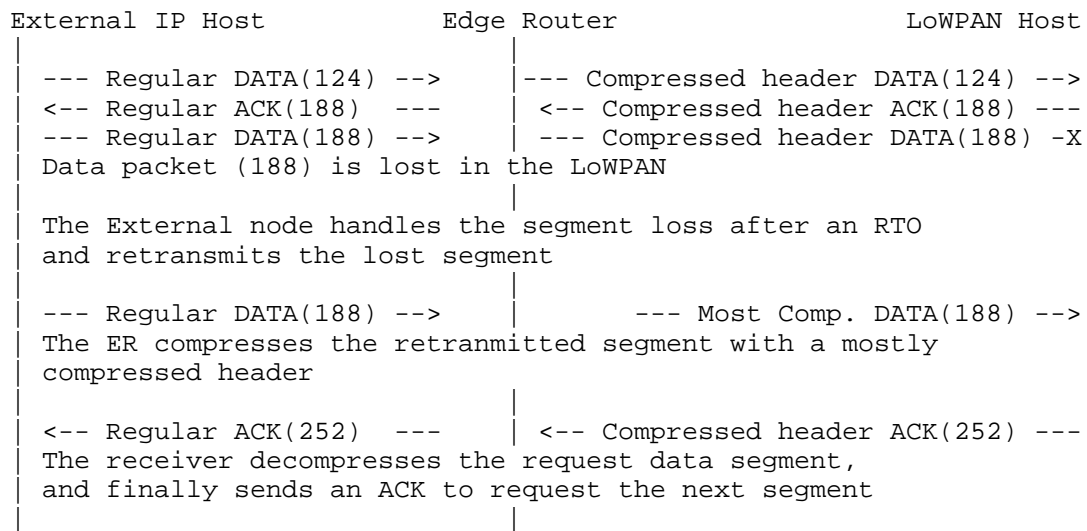 External IP Host Edge Router LoWPAN Host
| |
| --- Regular DATA(124) --> |--- Compressed header DATA(124) -->
| <-- Regular ACK(188) --- | <-- Compressed header ACK(188) ---
| --- Regular DATA(188) --> | --- Compressed header DATA(188) -X
| Data packet (188) is lost in the LoWPAN
| |
| The External node handles the segment loss after an RTO
| and retransmits the lost segment
| |
| --- Regular DATA(188) --> | --- Most Comp. DATA(188) -->
| The ER compresses the retranmitted segment with a mostly
| compressed header
| |
| <-- Regular ACK(252) --- | <-- Compressed header ACK(252) ---
| The receiver decompresses the request data segment,
| and finally sends an ACK to request the next segment
| |